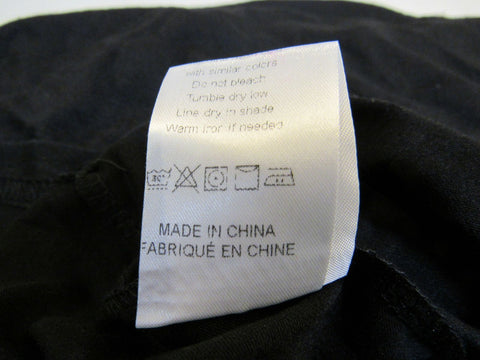 with similar colors
Do not bleach
Tumble dry low
Line dry in shade
Warm iron if needed
MADE IN CHINA
FABRIQUÉ EN CHINE